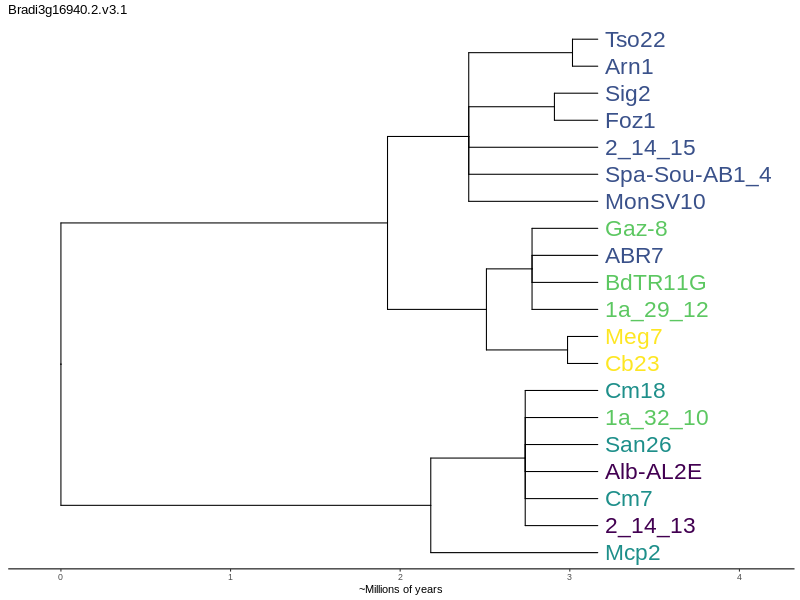 Bradi3g16940.2.v3.1
Tso22
Arn1
Sig2
Foz1
2_14_15
Spa-Sou-AB1_4
MonSV10
Gaz-8
ABR7
BdTR11G
1a_29_12
Meg7
Cb23
Cm18
1a_32_10
San26
Alb-AL2E
Cm7
2_14_13
Mcp2
0 1 2 3 4
~Millions of years